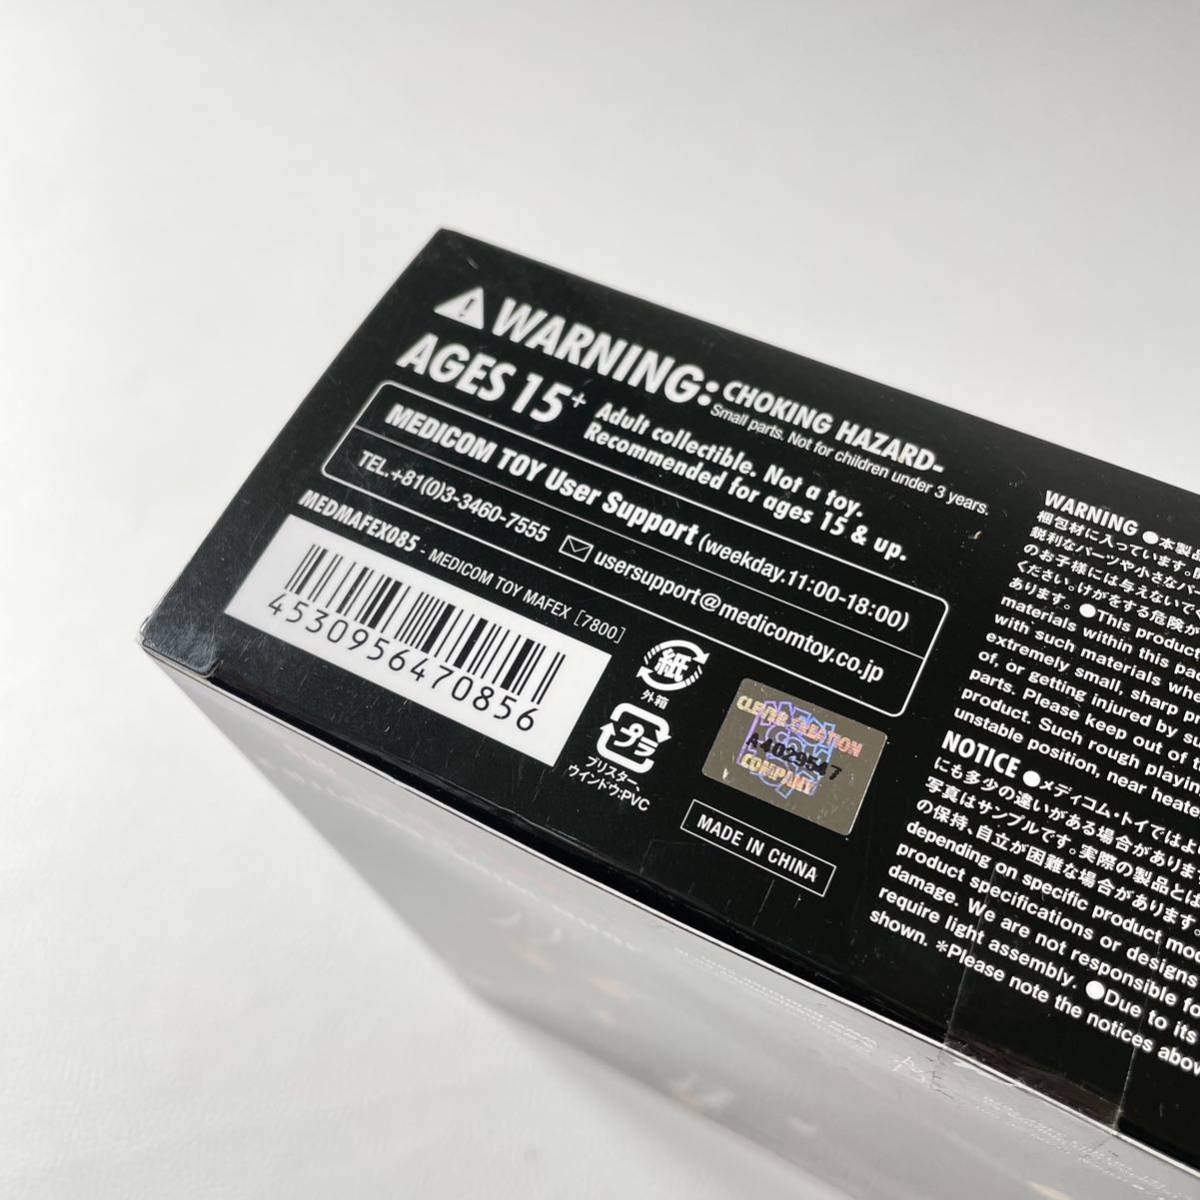 WARNING: CHOKING HAZARD-
Small parts. Not for children under 3 years.
AGES 15+
Adult collectible. Not a toy.
Recommended for ages 15 & up.
MEDICOM TOY User Support (weekday.11:00-18:00)
TEL.+81(0)3-3460-7555 usersupport@medicomtoy.co.jp
MEDMAFEX085 - MEDICOM TOY MAFEX [7800]
4530956470856
紙
外箱
プラ
ブリスター、
ウインドウ:PVC
CLEVER CREATION
A4029547
COMPANY
MADE IN CHINA
WARNING ●本製
梱包材に入っています。
鋭利なパーツや小さな
のお子様には与えないで
ください。けがをする危険が
あります。●This product
materials within this
with such materials
extremely small, sharp
of, or getting injured by
parts. Please keep out of
product. Such rough playing
unstable position, near
NOTICE ●メディコム・トイでは
にも多少の違いがある場合があります
写真はサンプルです。実際の製品とは
の保持、自立が困難な場合があります。
depending on specific product
product specifications or designs
damage. We are not responsible
require light assembly. ●Due to its
shown. *Please note the notices